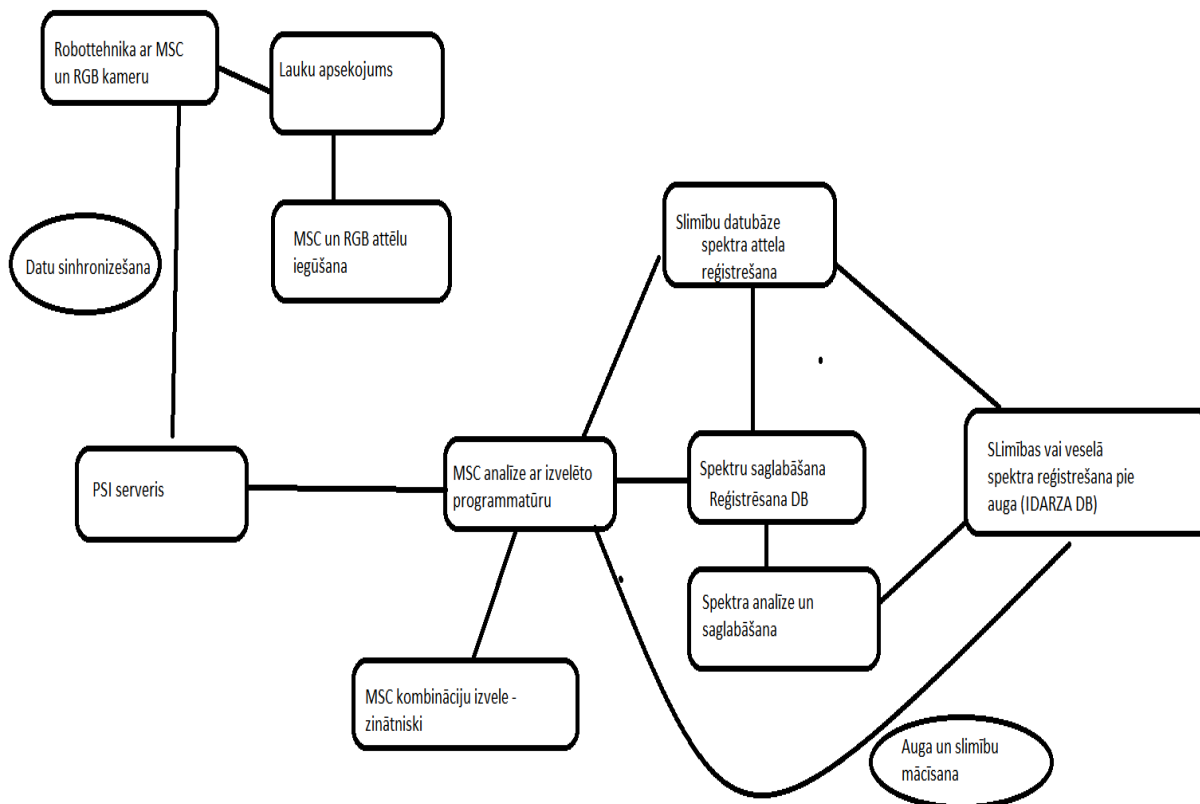 Robottehnika ar MSC
un RGB kameru
Lauku apsekojums
MSC un RGB attēlu
iegūšana
Datu sinhronizešana
Slimību datubāze
spektra attela
reģistrešana
PSI serveris
MSC analīze ar izvelēto
programmatūru
Spektru saglabāšana
Reģistrēsana DB
SLimības vai veselā
spektra reģistrešana pie
auga (IDARZA DB)
Spektra analīze un
saglabāšana
MSC kombināciju izvele -
zinātniski
Auga un slimību
mācīsana